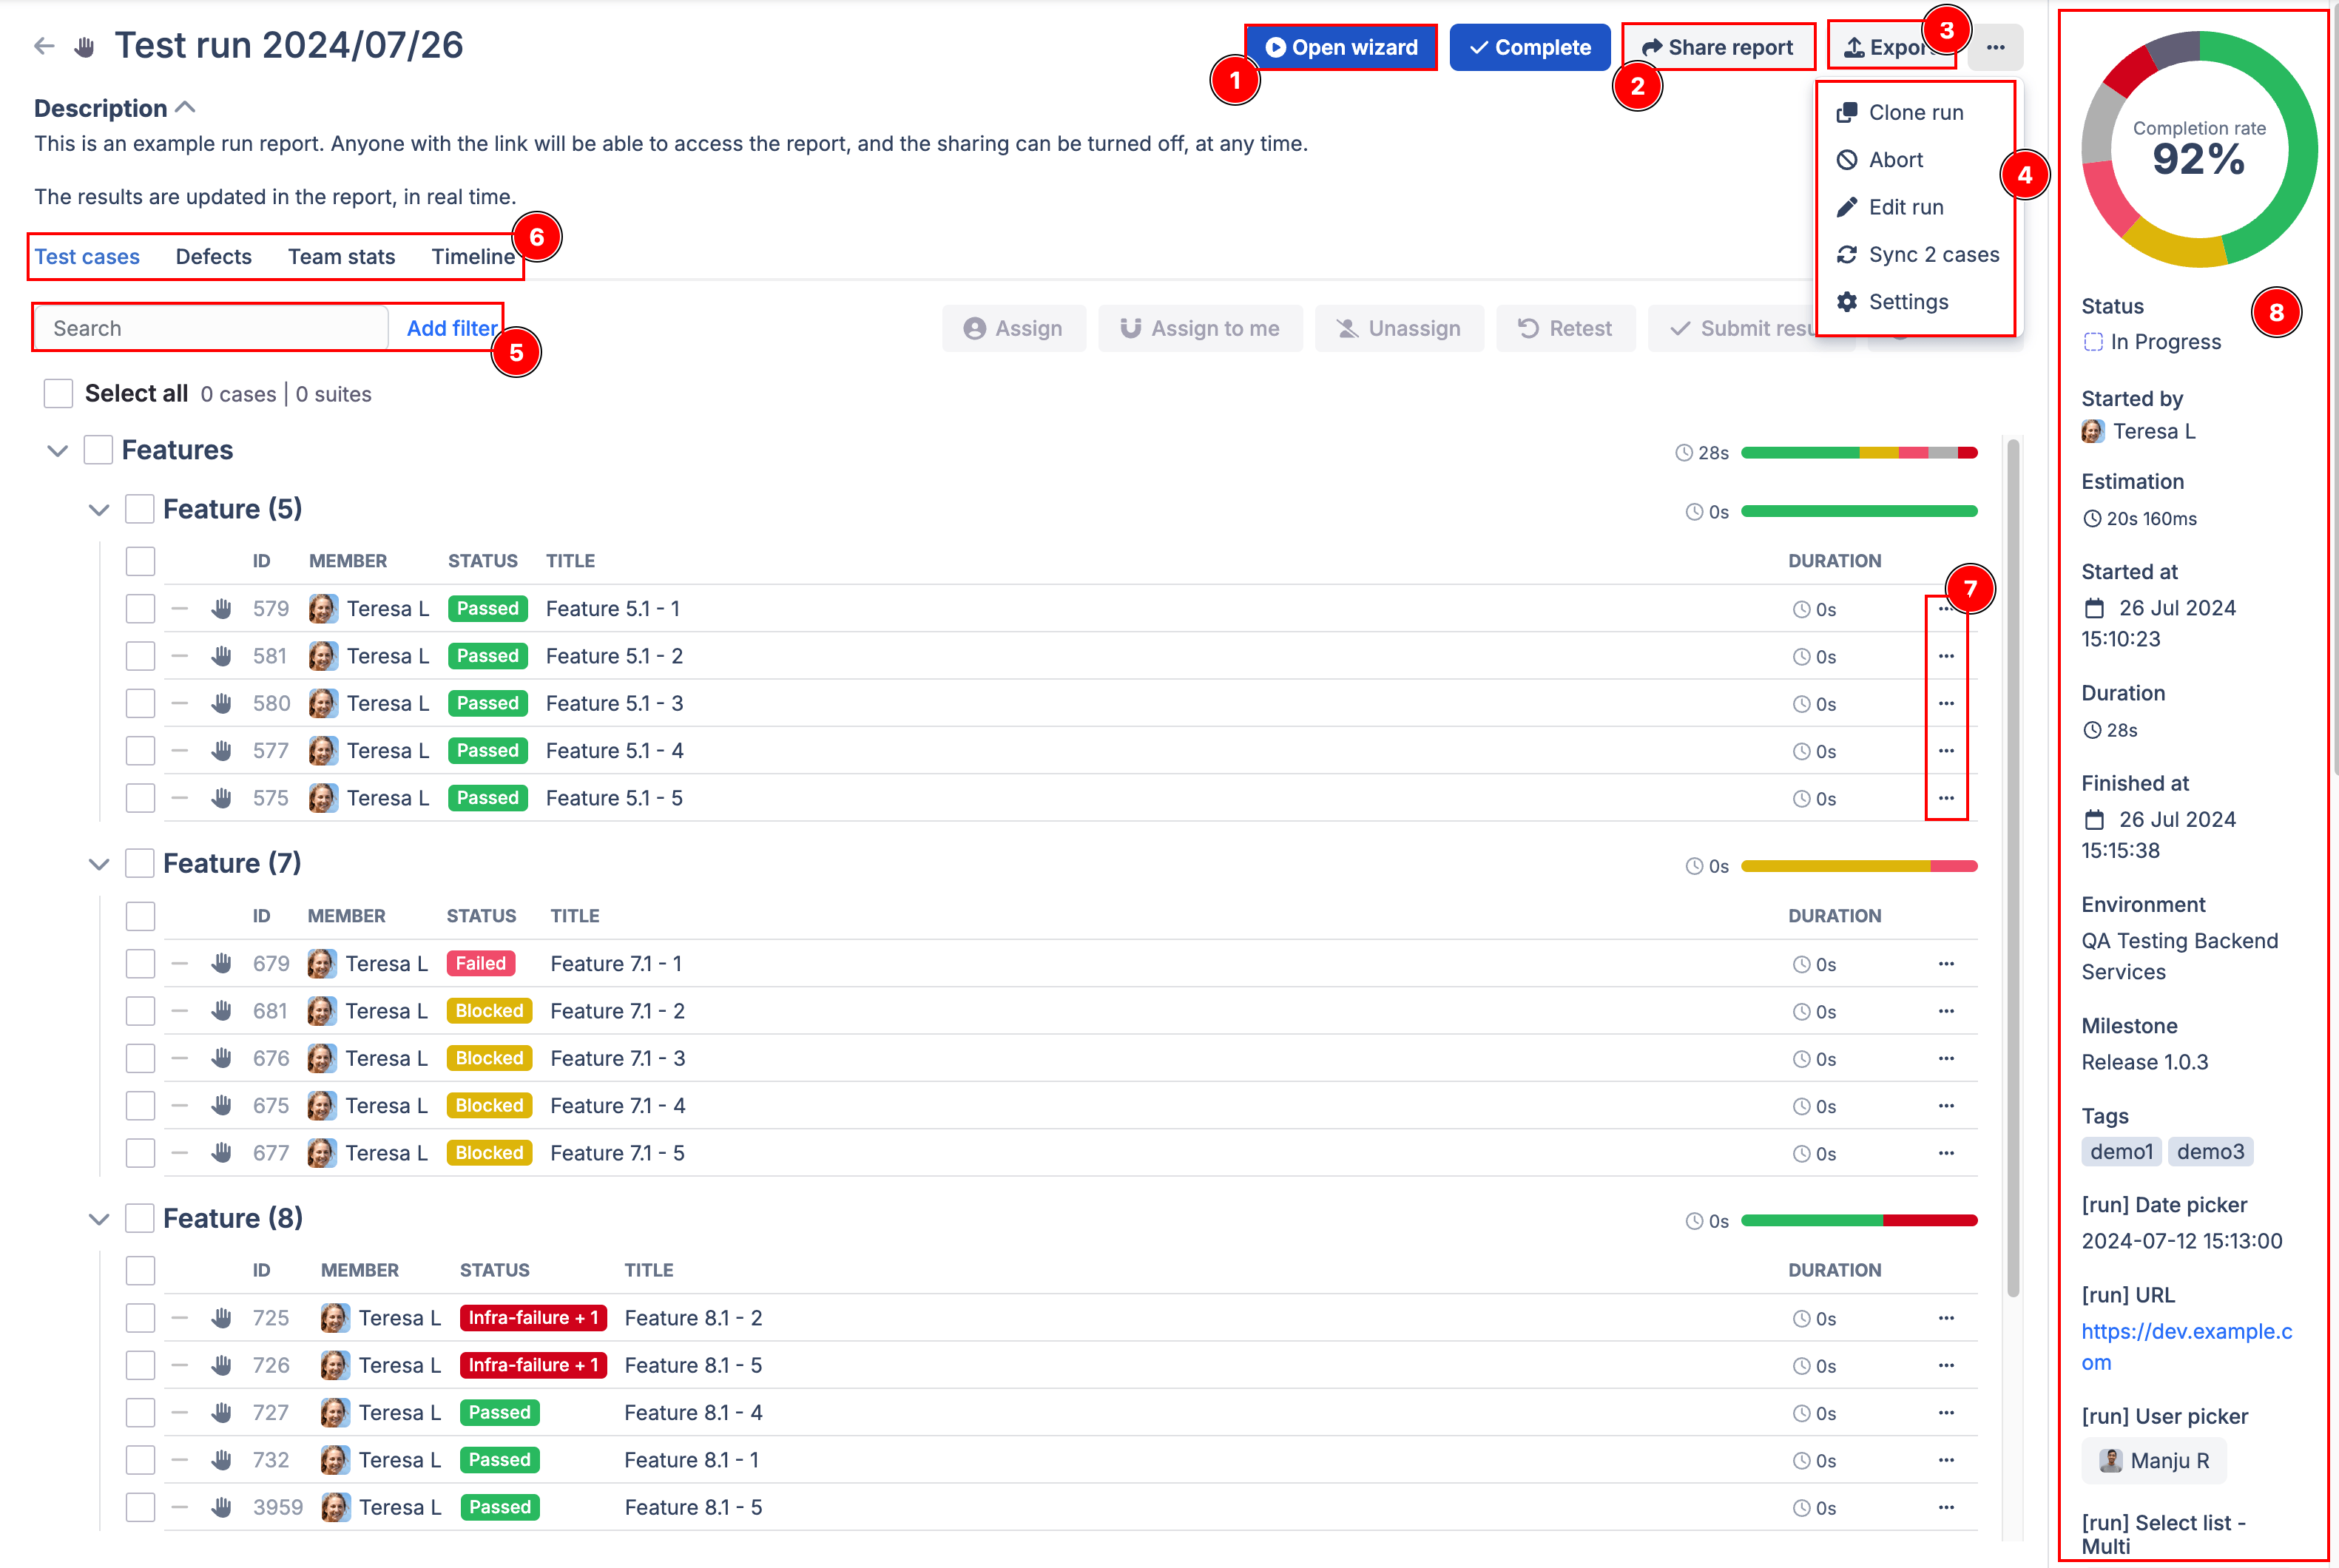 Test run 2024/07/26
Open wizard
Complete
Share report
Expor
1
2
3
Description
This is an example run report. Anyone with the link will be able to access the report, and the sharing can be turned off, at any time.
The results are updated in the report, in real time.
Clone run
Abort
Edit run
Sync 2 cases
Settings
4
Test cases Defects Team stats Timeline
6
Search Add filter
5
Assign Assign to me Unassign Retest Submit resu
Select all 0 cases | 0 suites
Features 28s
Feature (5) 0s
ID MEMBER STATUS TITLE DURATION
7
579 Teresa L Passed Feature 5.1 - 1 0s
581 Teresa L Passed Feature 5.1 - 2 0s
580 Teresa L Passed Feature 5.1 - 3 0s
577 Teresa L Passed Feature 5.1 - 4 0s
575 Teresa L Passed Feature 5.1 - 5 0s
Feature (7) 0s
ID MEMBER STATUS TITLE DURATION
679 Teresa L Failed Feature 7.1 - 1 0s
681 Teresa L Blocked Feature 7.1 - 2 0s
676 Teresa L Blocked Feature 7.1 - 3 0s
675 Teresa L Blocked Feature 7.1 - 4 0s
677 Teresa L Blocked Feature 7.1 - 5 0s
Feature (8) 0s
ID MEMBER STATUS TITLE DURATION
725 Teresa L Infra-failure + 1 Feature 8.1 - 2 0s
726 Teresa L Infra-failure + 1 Feature 8.1 - 5 0s
727 Teresa L Passed Feature 8.1 - 4 0s
732 Teresa L Passed Feature 8.1 - 1 0s
3959 Teresa L Passed Feature 8.1 - 5 0s
Completion rate
92%
Status
8
In Progress
Started by
Teresa L
Estimation
20s 160ms
Started at
26 Jul 2024
15:10:23
Duration
28s
Finished at
26 Jul 2024
15:15:38
Environment
QA Testing Backend
Services
Milestone
Release 1.0.3
Tags
demo1 demo3
[run] Date picker
2024-07-12 15:13:00
[run] URL
https://dev.example.c
om
[run] User picker
Manju R
[run] Select list -
Multi